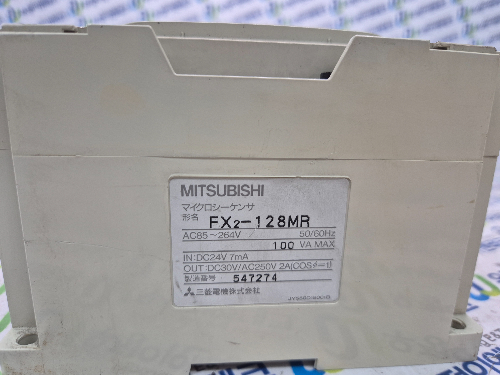 MITSUBISHI
マイクロシーケンサ
形名 FX2-128MR
AC85~264V 50/60Hz
100 VA MAX
IN:DC24V 7mA
OUT:DC30V/AC250V 2A(COSφ=1)
製造番号 547274
三菱電機株式会社